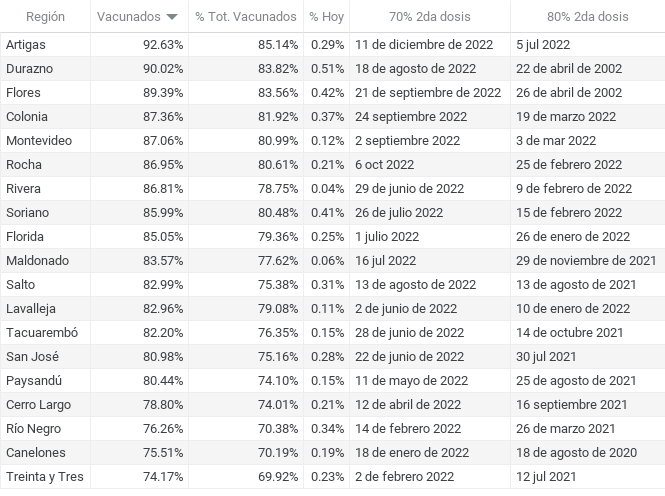 Región Vacunados % Tot. Vacunados % Hoy 70% 2da dosis 80% 2da dosis
Artigas 92.63% 85.14% 0.29% 11 de diciembre de 2022 5 jul 2022
Durazno 90.02% 83.82% 0.51% 18 de agosto de 2022 22 de abril de 2002
Flores 89.39% 83.56% 0.42% 21 de septiembre de 2022 26 de abril de 2002
Colonia 87.36% 81.92% 0.37% 24 septiembre 2022 19 de marzo 2022
Montevideo 87.06% 80.99% 0.12% 2 septiembre 2022 3 de mar 2022
Rocha 86.95% 80.61% 0.21% 6 oct 2022 25 de febrero 2022
Rivera 86.81% 78.75% 0.04% 29 de junio de 2022 9 de febrero de 2022
Soriano 85.99% 80.48% 0.41% 26 de julio 2022 15 de febrero 2022
Florida 85.05% 79.36% 0.25% 1 julio 2022 26 de enero de 2022
Maldonado 83.57% 77.62% 0.06% 16 jul 2022 29 de noviembre de 2021
Salto 82.99% 75.38% 0.31% 13 de agosto de 2022 13 de agosto de 2021
Lavalleja 82.96% 79.08% 0.11% 2 de junio de 2022 10 de enero de 2022
Tacuarembó 82.20% 76.35% 0.15% 28 de junio de 2022 14 de octubre 2021
San José 80.98% 75.16% 0.28% 22 de junio de 2022 30 jul 2021
Paysandú 80.44% 74.10% 0.15% 11 de mayo de 2022 25 de agosto de 2021
Cerro Largo 78.80% 74.01% 0.21% 12 de abril de 2022 16 septiembre 2021
Río Negro 76.26% 70.38% 0.34% 14 de febrero 2022 26 de marzo 2021
Canelones 75.51% 70.19% 0.19% 18 de enero de 2022 18 de agosto de 2020
Treinta y Tres 74.17% 69.92% 0.23% 2 de febrero 2022 12 jul 2021